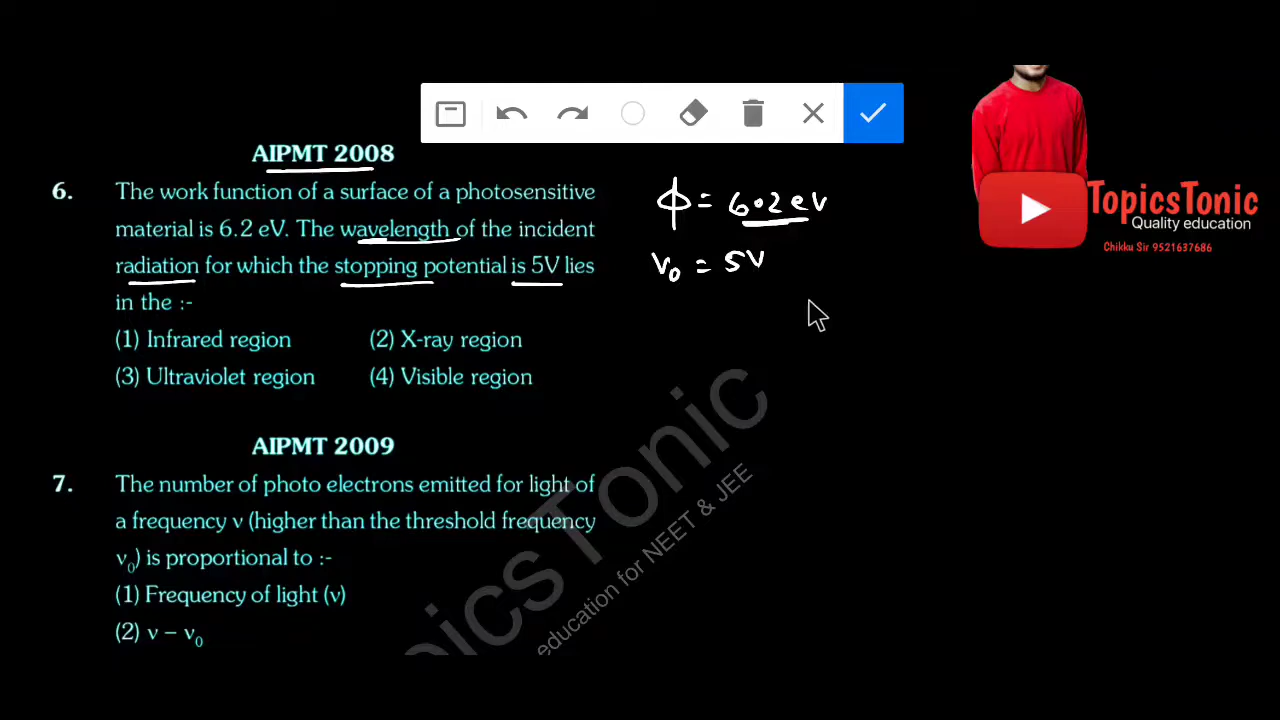 AIPMT 2008
6. The work function of a surface of a photosensitive
material is 6.2 eV. The wavelength of the incident
radiation for which the stopping potential is 5V lies
in the :-
(1) Infrared region (2) X-ray region
(3) Ultraviolet region (4) Visible region
ϕ = 6.2 eV
V₀ = 5V
AIPMT 2009
7. The number of photo electrons emitted for light of
a frequency ν (higher than the threshold frequency
ν₀) is proportional to :-
(1) Frequency of light (ν)
(2) ν – ν₀
TopicsTonic
Quality education
Chikku Sir 9521637686
picsTonic
education for NEET & JEE